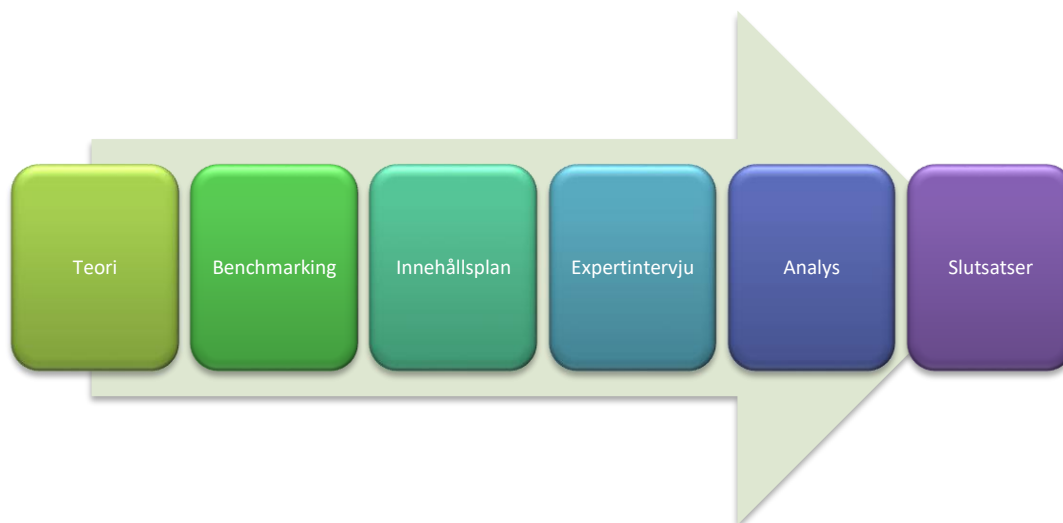 Teori
Benchmarking
Innehållsplan
Expertintervju
Analys
Slutsatser